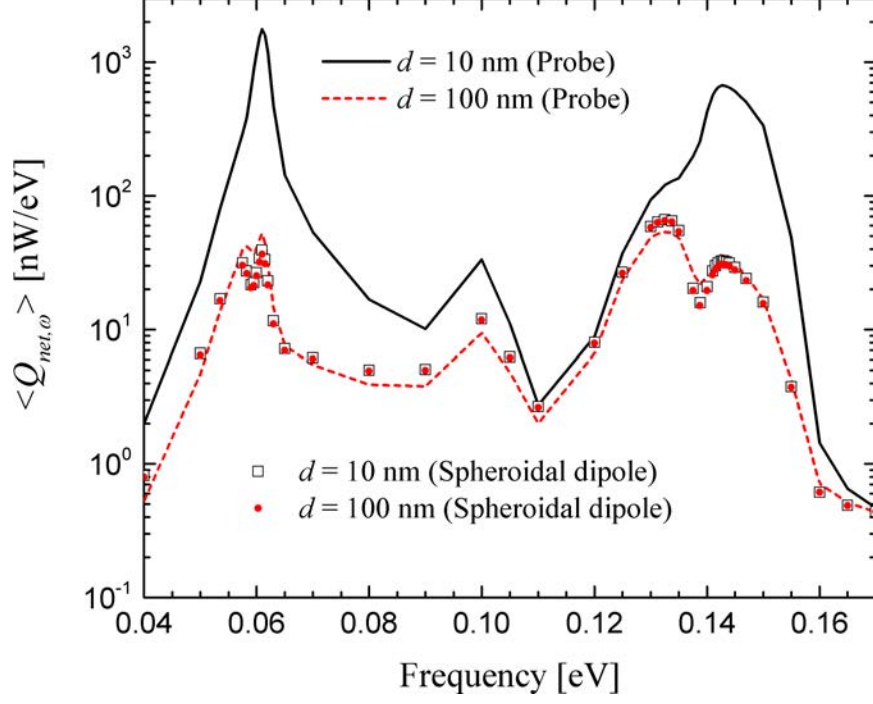 10³
d = 10 nm (Probe)
d = 100 nm (Probe)
10²
<Q_{net,ω}> [nW/eV]
10¹
10⁰
d = 10 nm (Spheroidal dipole)
d = 100 nm (Spheroidal dipole)
10⁻¹
0.04 0.06 0.08 0.10 0.12 0.14 0.16
Frequency [eV]